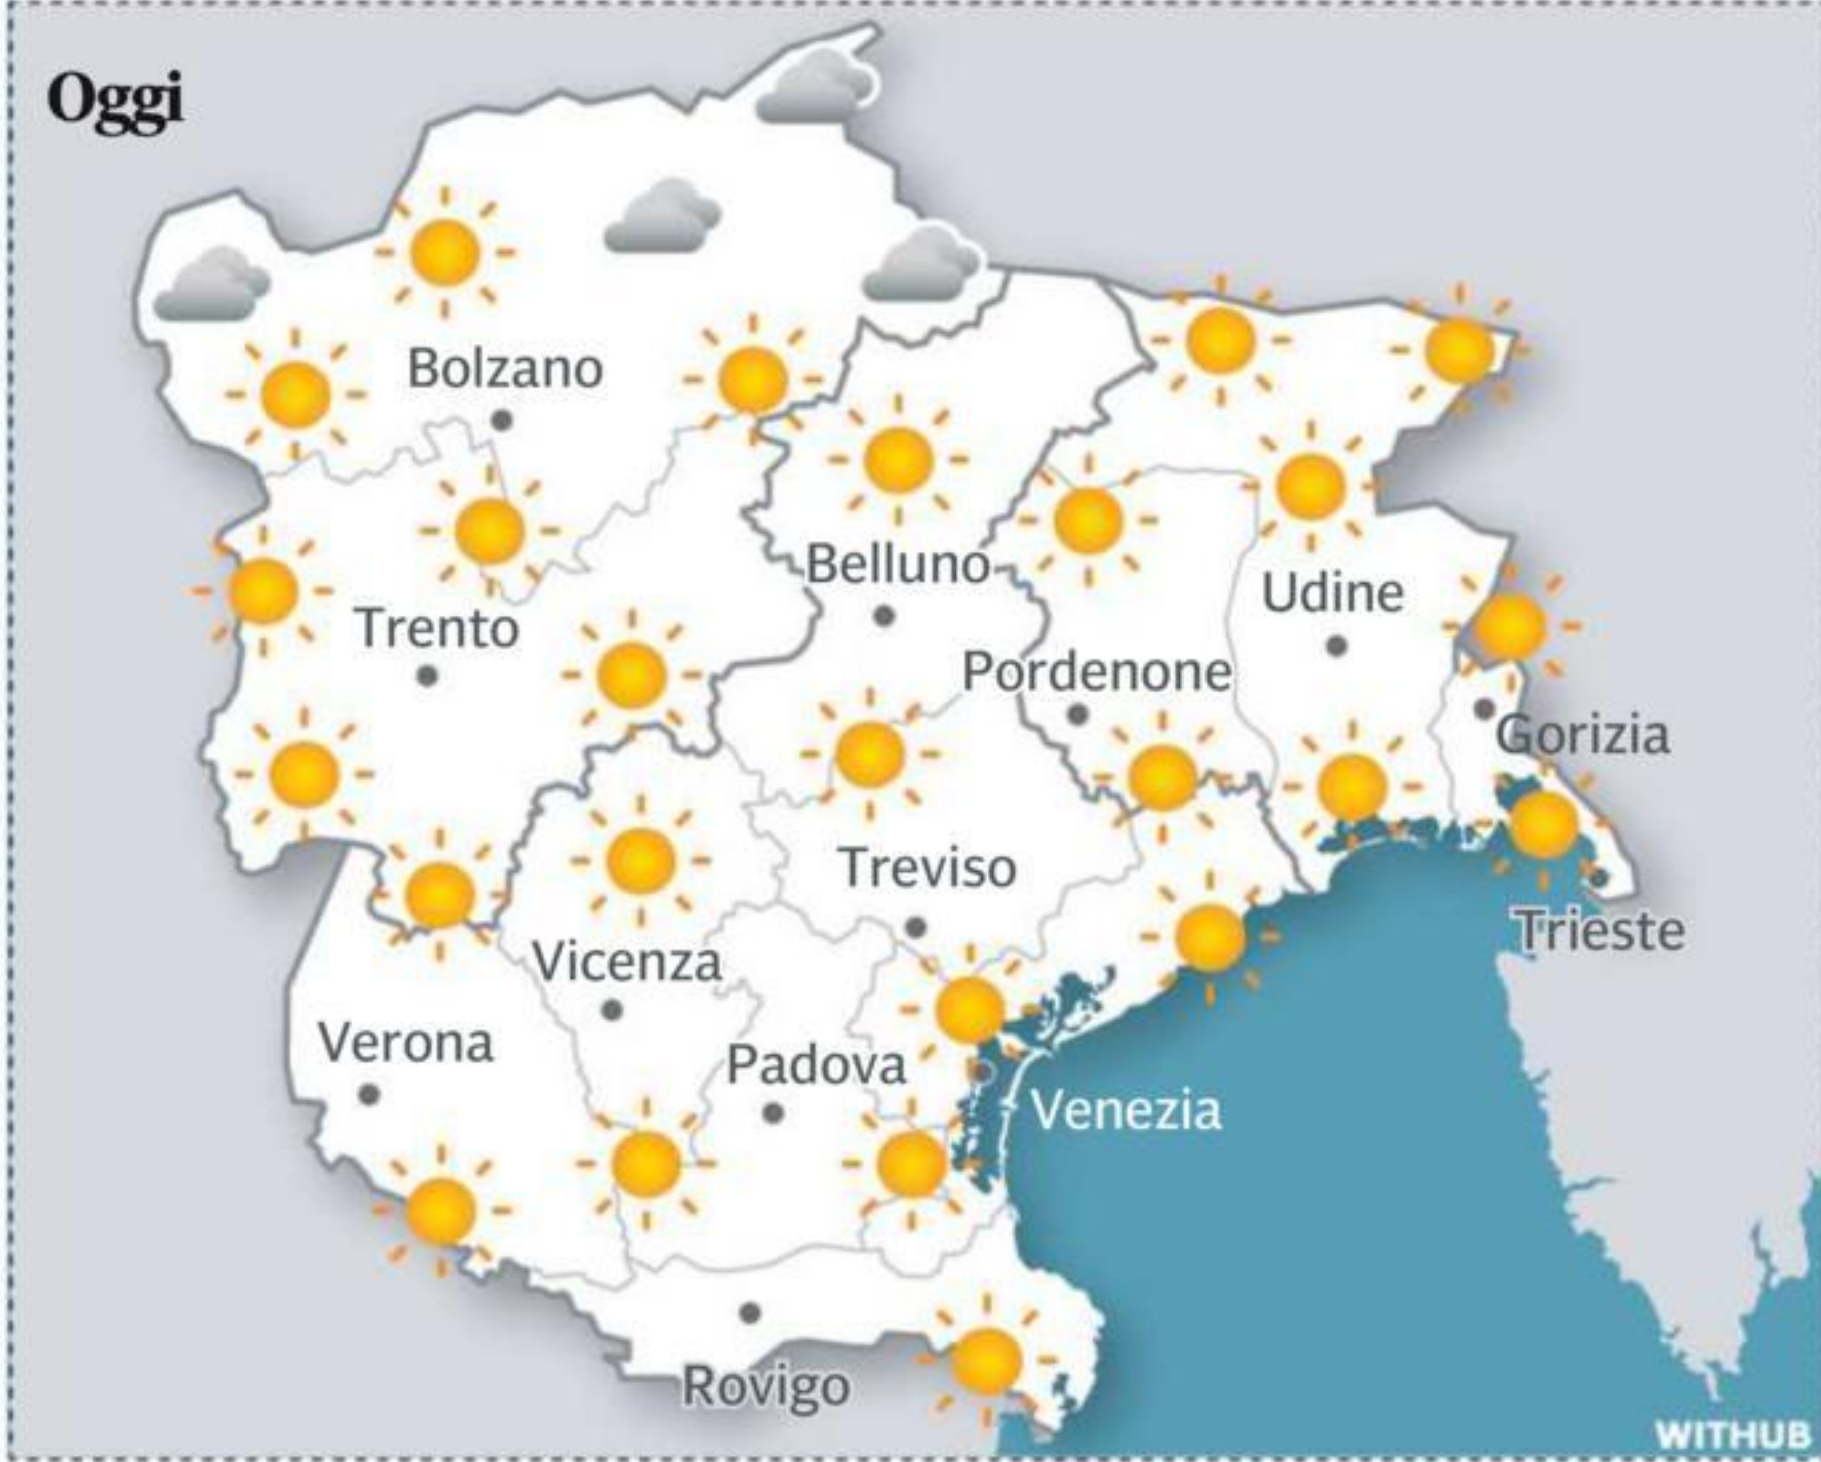 Oggi
Bolzano
Belluno
Udine
Trento
Pordenone
Gorizia
Treviso
Trieste
Vicenza
Verona
Padova
Venezia
Rovigo
WITHUB